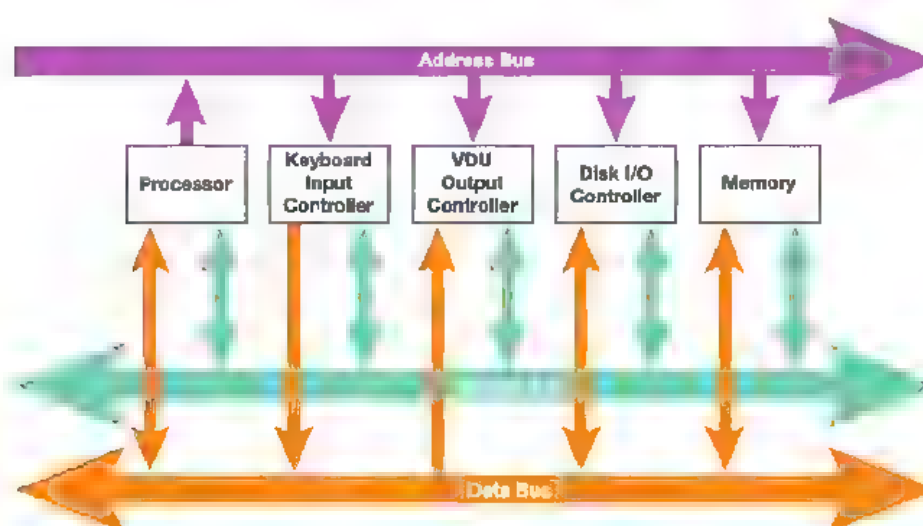 Address Bus
Processor
Keyboard
Input
Controller
VDU
Output
Controller
Disk I/O
Controller
Memory
Data Bus